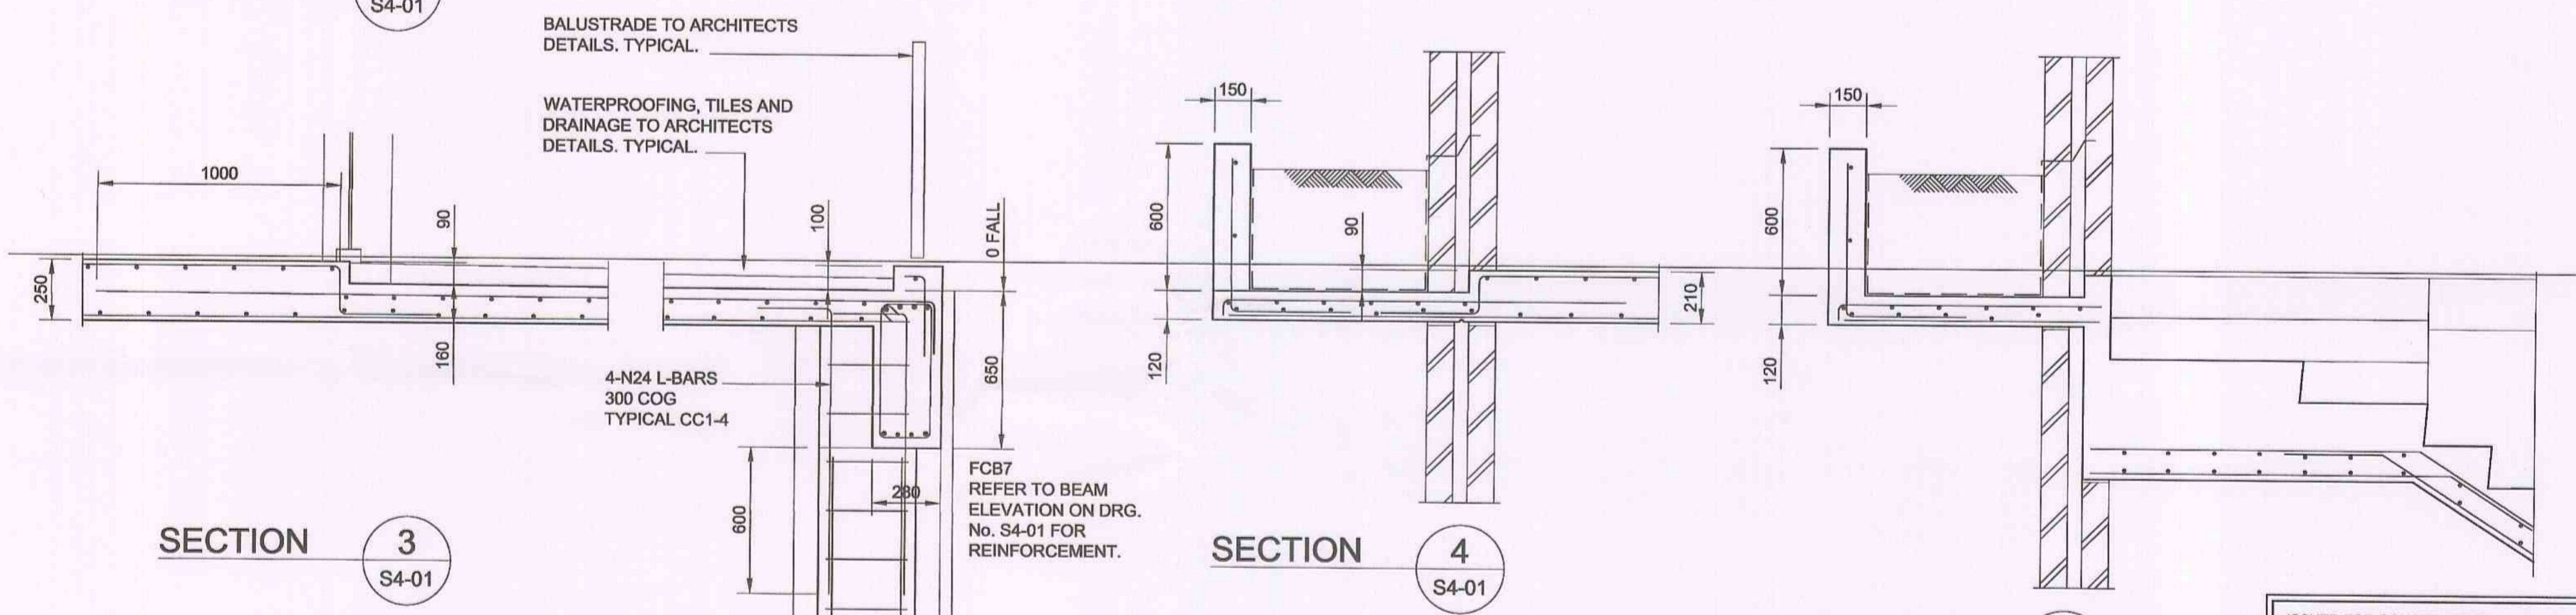 S4-01
BALUSTRADE TO ARCHITECTS
DETAILS. TYPICAL.
WATERPROOFING, TILES AND
DRAINAGE TO ARCHITECTS
DETAILS. TYPICAL.
1000
90
100
0 FALL
250
160
650
4-N24 L-BARS
300 COG
TYPICAL CC1-4
600
280
FCB7
REFER TO BEAM
ELEVATION ON DRG.
No. S4-01 FOR
REINFORCEMENT.
SECTION 3
S4-01
150
600
90
120
210
SECTION 4
S4-01
150
600
120